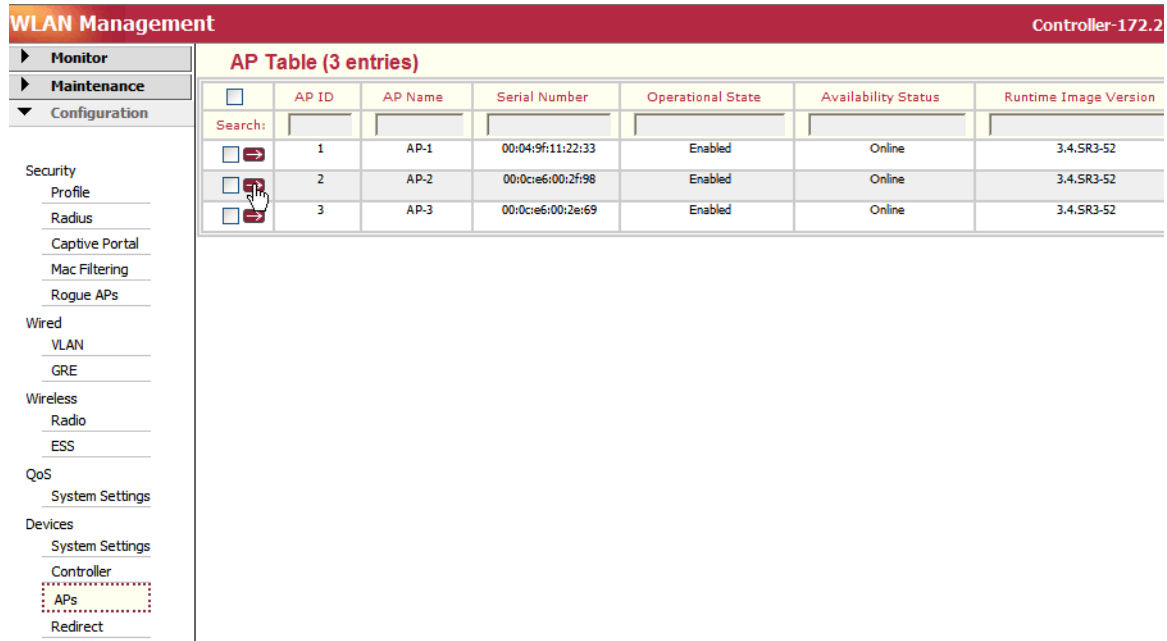 WLAN Management Controller-172.2
Monitor
Maintenance
Configuration
Security
Profile
Radius
Captive Portal
Mac Filtering
Rogue APs
Wired
VLAN
GRE
Wireless
Radio
ESS
QoS
System Settings
Devices
System Settings
Controller
APs
Redirect
AP Table (3 entries)
AP ID AP Name Serial Number Operational State Availability Status Runtime Image Version
Search:
1 AP-1 00:04:9f:11:22:33 Enabled Online 3.4.SR3-52
2 AP-2 00:0c:e6:00:2f:98 Enabled Online 3.4.SR3-52
3 AP-3 00:0c:e6:00:2e:69 Enabled Online 3.4.SR3-52